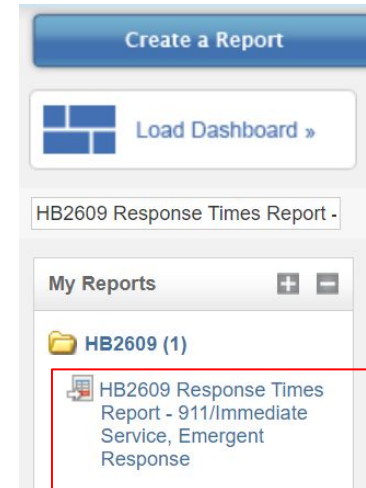 Create a Report
Load Dashboard »
HB2609 Response Times Report -
My Reports
HB2609 (1)
HB2609 Response Times
Report - 911/Immediate
Service, Emergent
Response